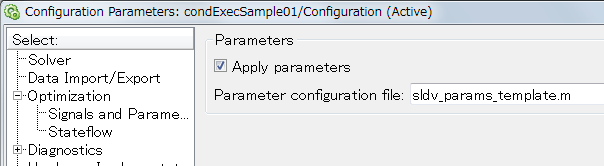 Configuration Parameters: condExecSample01/Configuration (Active)
Select:
Solver
Data Import/Export
Optimization
Signals and Parame...
Stateflow
Diagnostics
Parameters
Apply parameters
Parameter configuration file: sldv_params_template.m